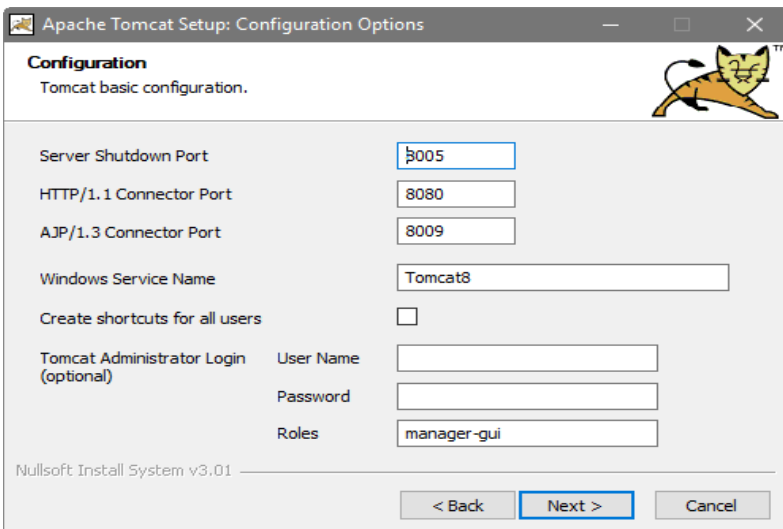 Apache Tomcat Setup: Configuration Options
TM
Configuration
Tomcat basic configuration.
Server Shutdown Port 8005
HTTP/1.1 Connector Port 8080
AJP/1.3 Connector Port 8009
Windows Service Name Tomcat8
Create shortcuts for all users
Tomcat Administrator Login User Name
(optional)
Password
Roles manager-gui
Nullsoft Install System v3.01
< Back Next > Cancel